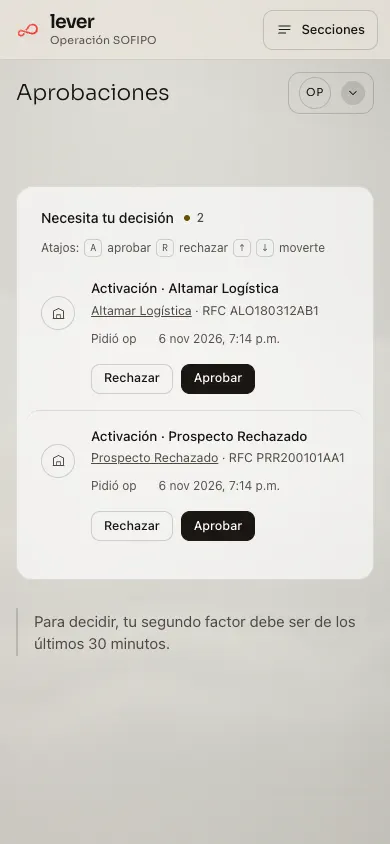 lever
Operación SOFIPO
Secciones
Aprobaciones
OP
Necesita tu decisión • 2
Atajos: A aprobar R rechazar ↑ ↓ moverte
Activación · Altamar Logística
Altamar Logística · RFC ALO180312AB1
Pidió op 6 nov 2026, 7:14 p.m.
Rechazar Aprobar
Activación · Prospecto Rechazado
Prospecto Rechazado · RFC PRR200101AA1
Pidió op 6 nov 2026, 7:14 p.m.
Rechazar Aprobar
Para decidir, tu segundo factor debe ser de los
últimos 30 minutos.